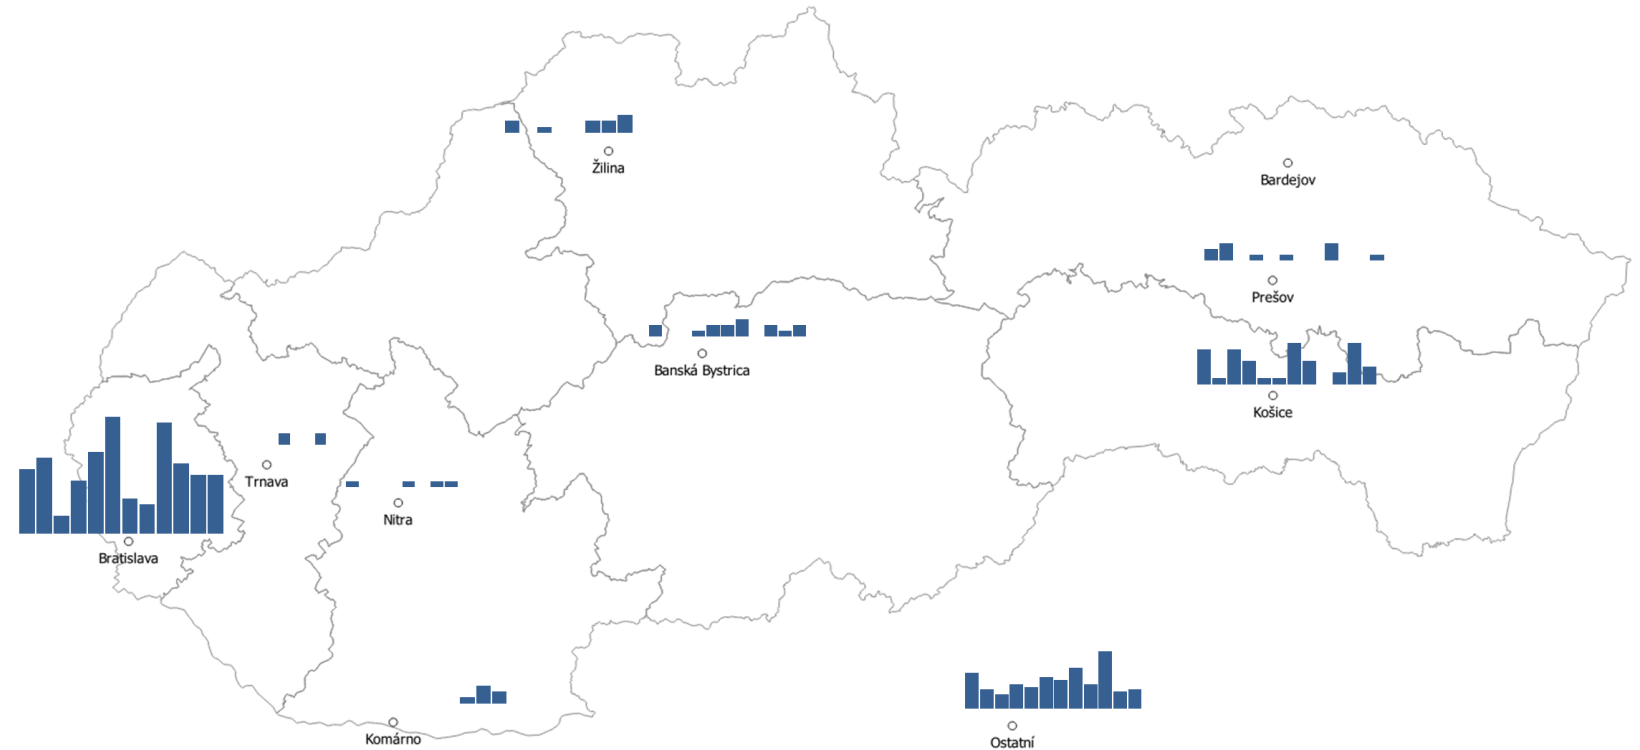 Žilina
Bardejov
Prešov
Banská Bystrica
Košice
Trnava
Nitra
Bratislava
Komárno
Ostatní